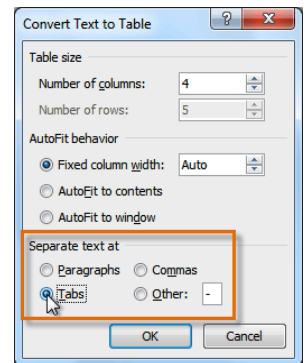 Convert Text to Table
Table size
Number of columns: 4
Number of rows: 5
AutoFit behavior
Fixed column width: Auto
AutoFit to contents
AutoFit to window
Separate text at
Paragraphs Commas
Tabs Other: -
OK Cancel